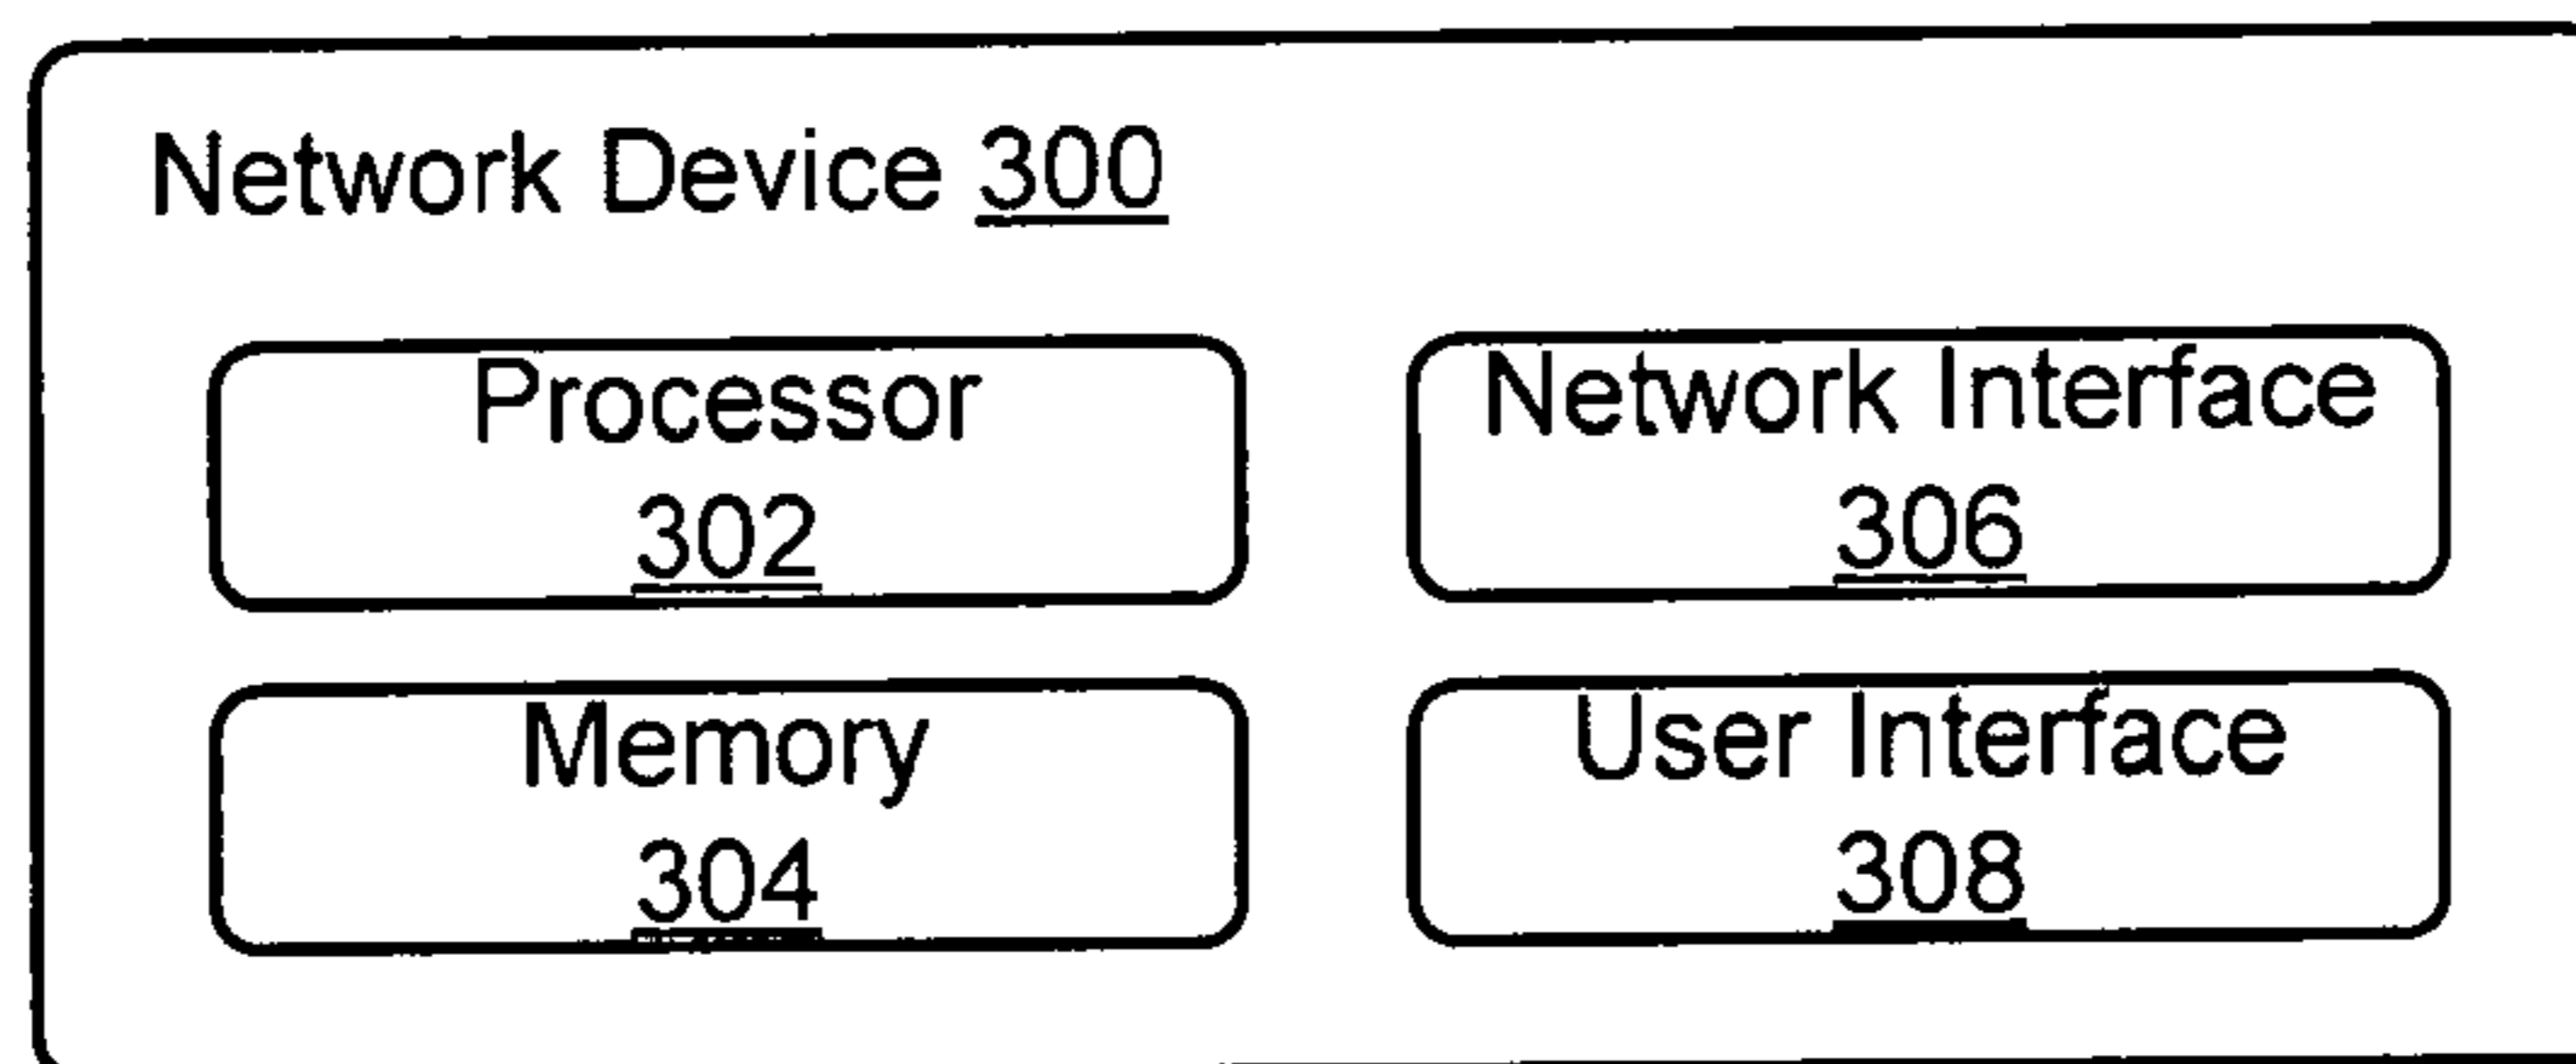 Network Device 300
Processor
302
Network Interface
306
Memory
304
User Interface
308